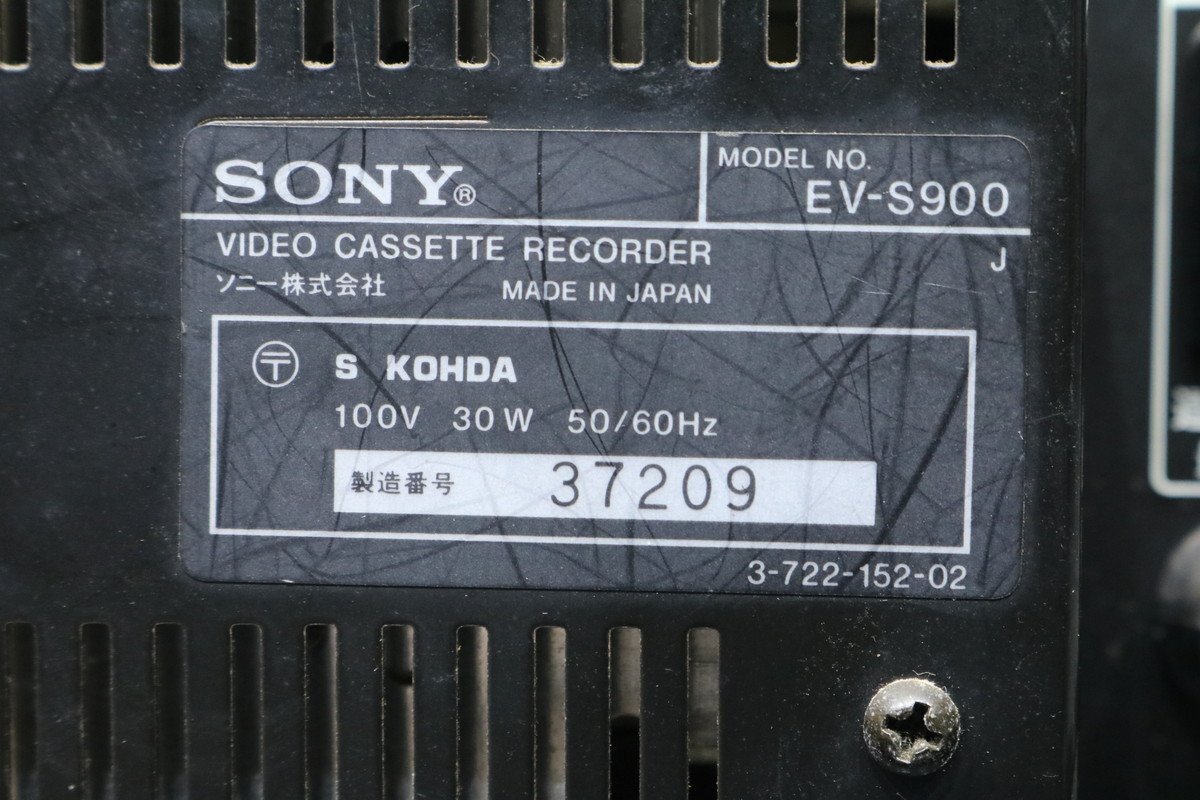 SONY®
MODEL NO.
EV-S900
VIDEO CASSETTE RECORDER
J
ソニー株式会社
MADE IN JAPAN
〒 S KOHDA
100V 30W 50/60Hz
製造番号 37209
3-722-152-02